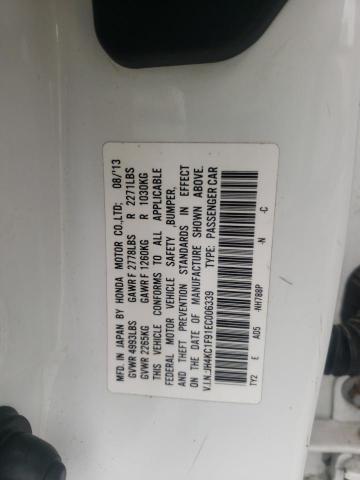 MFD. IN JAPAN BY HONDA MOTOR CO.,LTD; 08/'13
GVWR 4993LBS GAWR F 2778LBS R 2271LBS
GVWR 2265KG GAWR F 1260KG R 1030KG
THIS VEHICLE CONFORMS TO ALL APPLICABLE
FEDERAL MOTOR VEHICLE SAFETY ,BUMPER,
AND THEFT PREVENTION STANDARDS IN EFFECT
ON THE DATE OF MANUFACTURE SHOWN ABOVE.
V.I.N.:JH4KC1F91EC006339 TYPE: PASSENGER CAR
TY2 E AD5 -NH788P -N -C